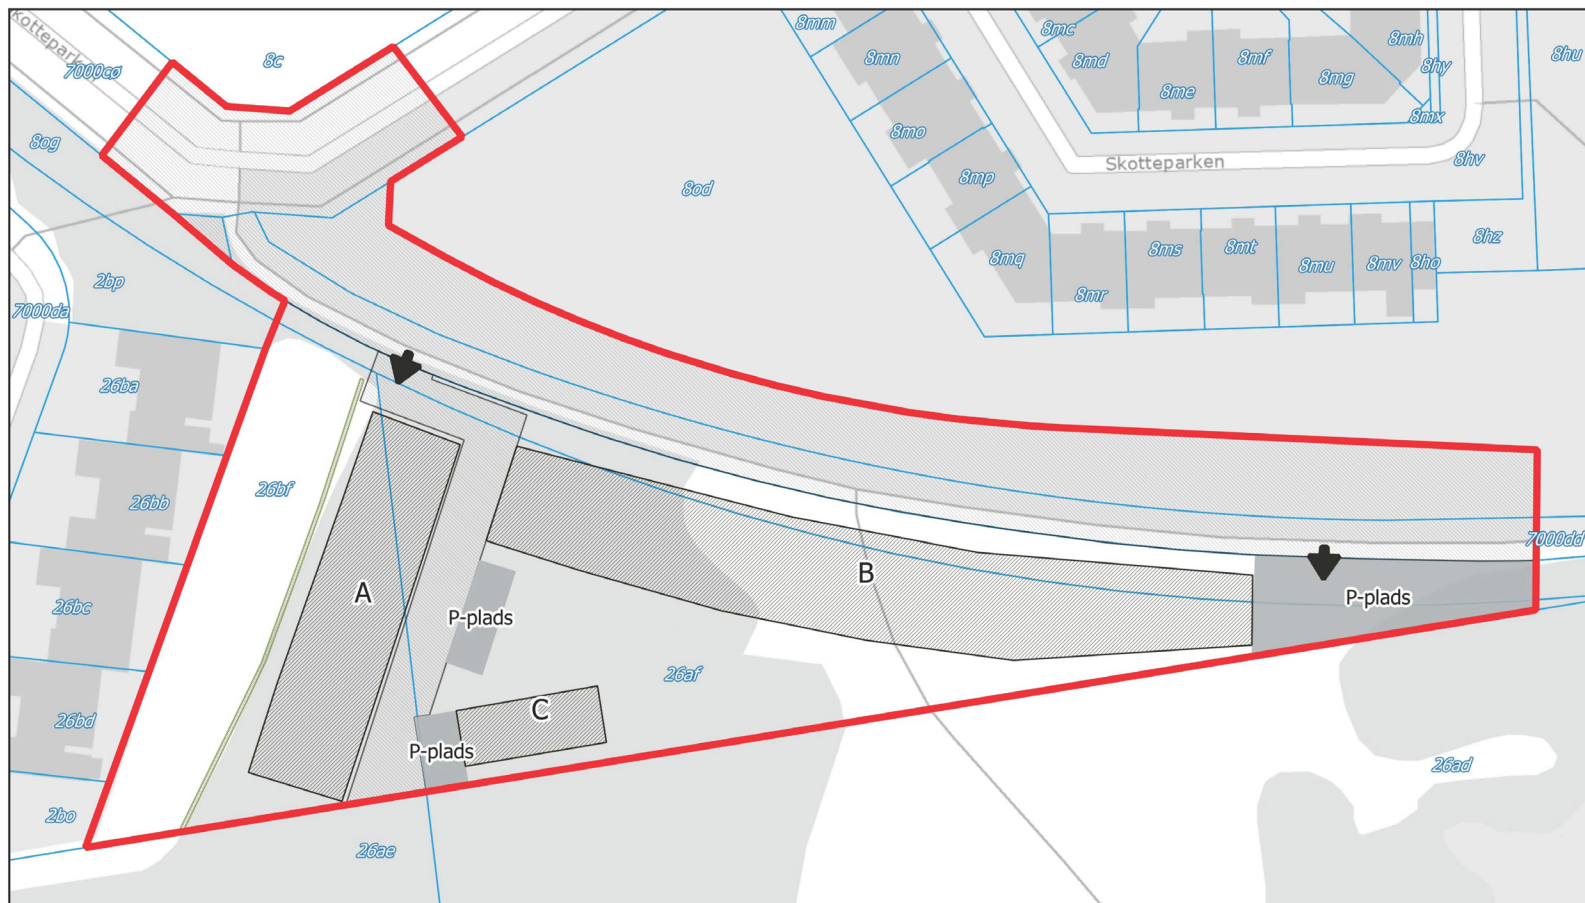 Skotteparken
7000cø
8c
8mm
8mn
8mc
8md
8me
8mf
8mg
8mh
8hy
8hu
8mx
8og
8mo
Skotteparken
8hv
8mp
8od
2bp
8mq
8mr
8ms
8mt
8mu
8mv
8ho
8hz
7000da
26ba
26bb
26bf
7000dd
A
B
P-plads
P-plads
26bc
26af
C
26bd
P-plads
26ad
2bo
26ae